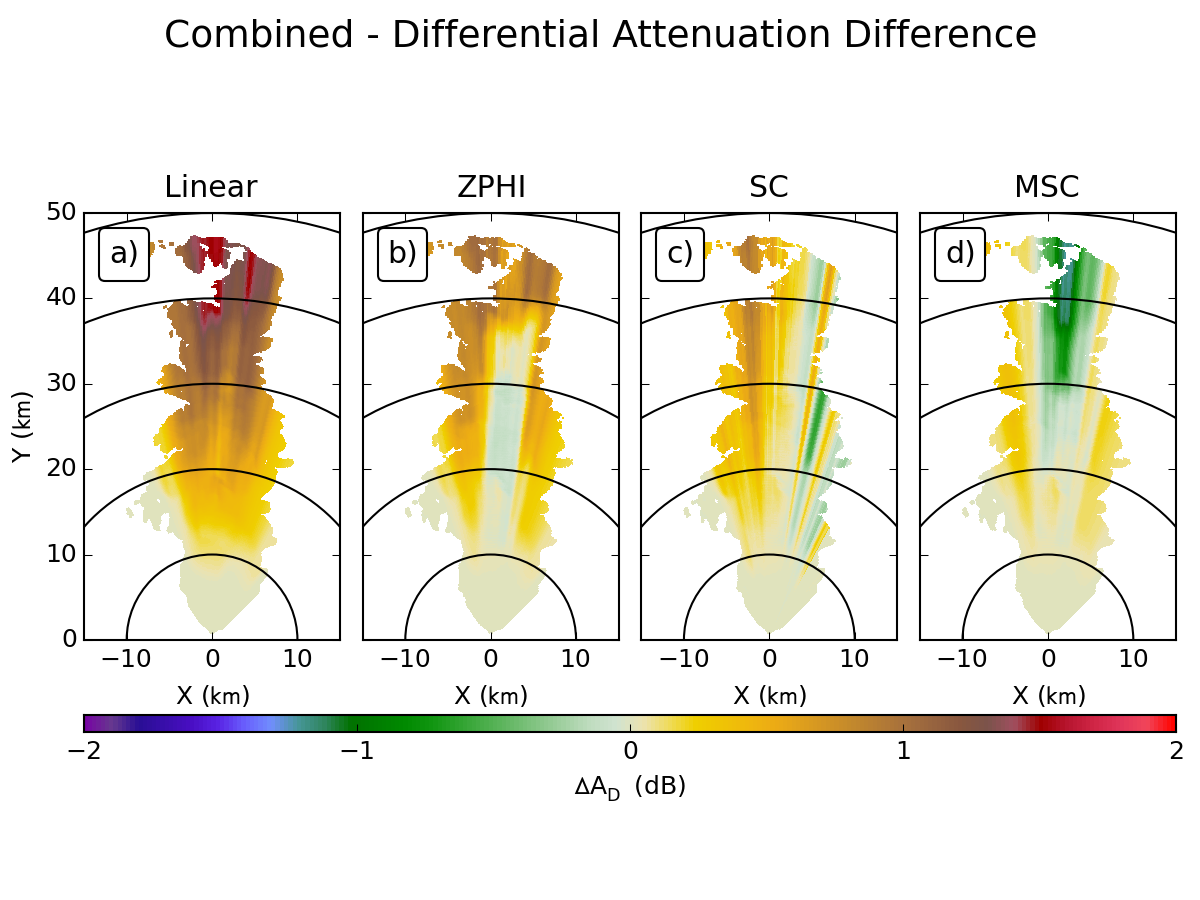 Combined - Differential Attenuation Difference
Linear ZPHI SC MSC
a) b) c) d)
50
40
30
20
10
0
Y (km)
−10 0 10 −10 0 10 −10 0 10 −10 0 10
X (km) X (km) X (km) X (km)
−2 −1 0 1 2
ΔA_D (dB)